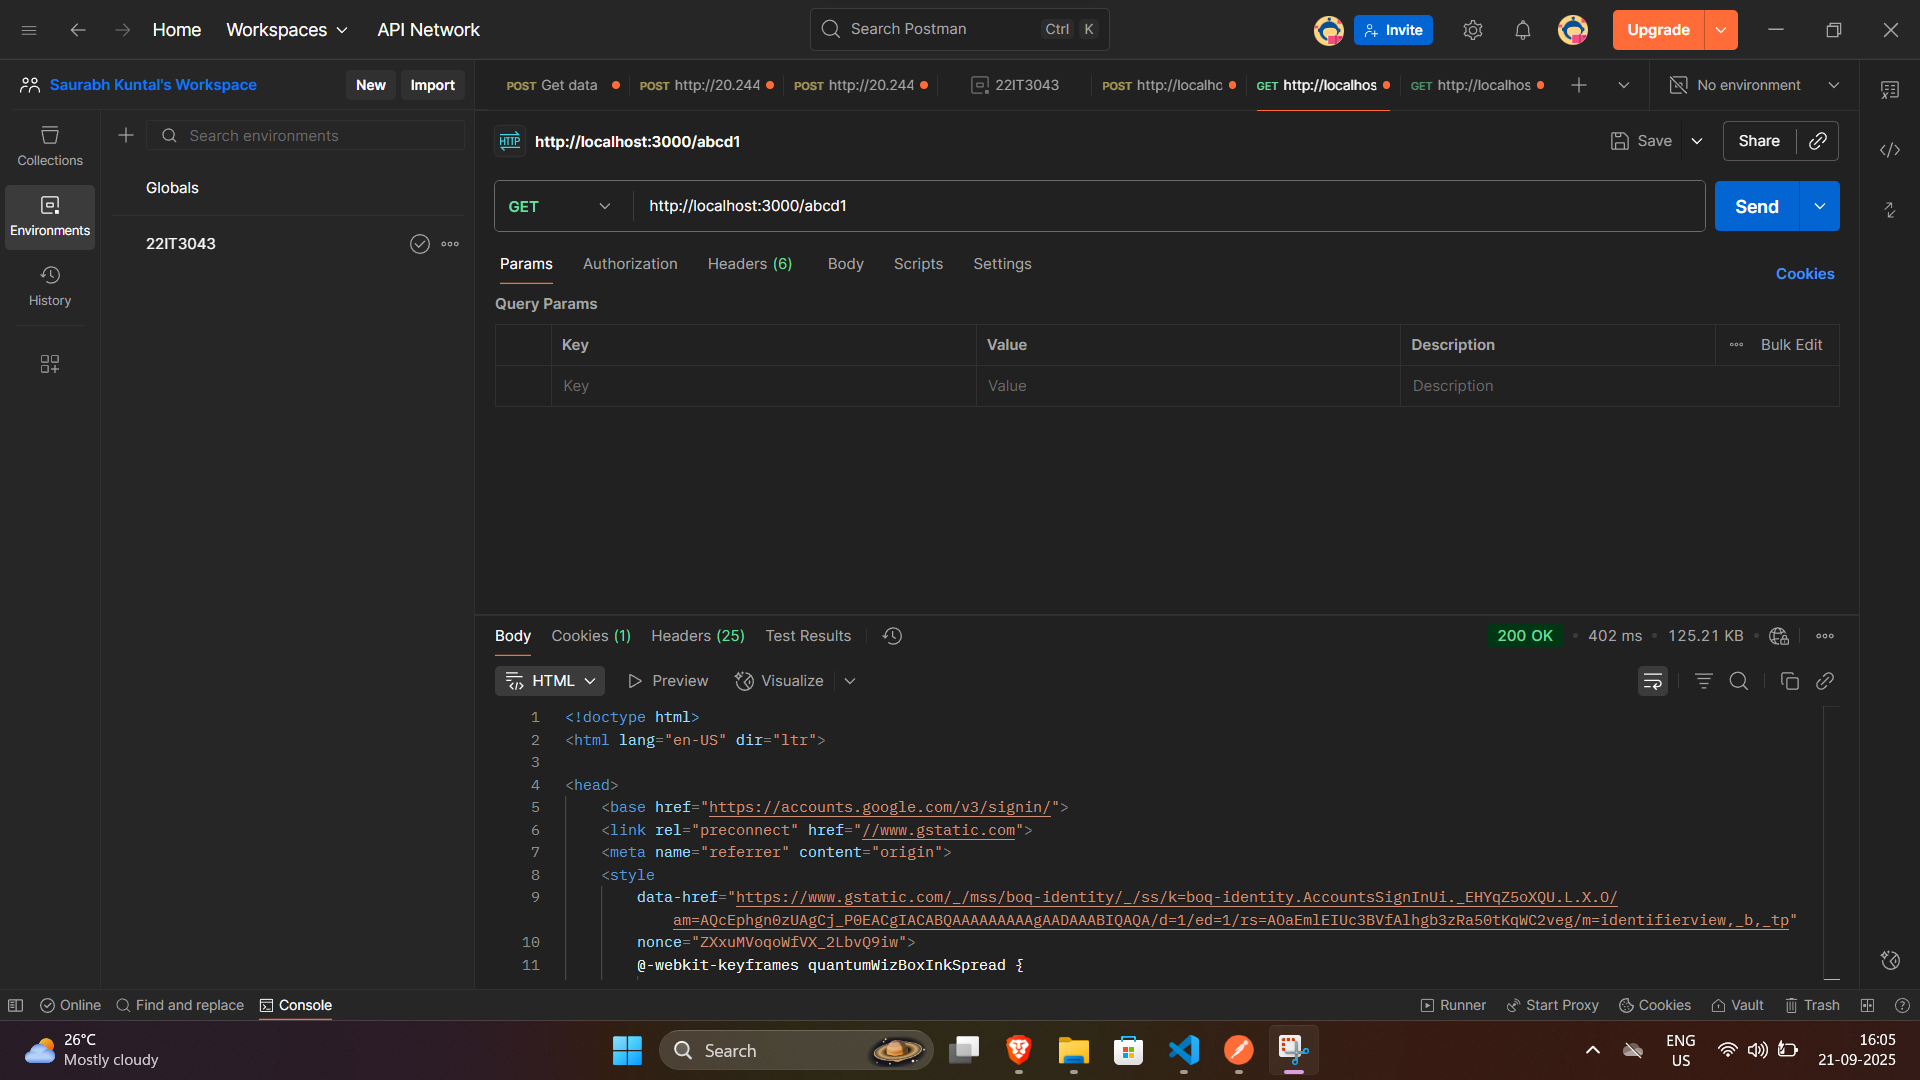 Home Workspaces API Network Search Postman Ctrl K Invite Upgrade
Saurabh Kuntal's Workspace New Import
POST Get data POST http://20.244 POST http://20.244 22IT3043 POST http://localhc GET http://localhos GET http://localhos No environment
Search environments
Collections
Environments
History
Globals
22IT3043
HTTP http://localhost:3000/abcd1 Save Share
GET http://localhost:3000/abcd1 Send
Params Authorization Headers (6) Body Scripts Settings Cookies
Query Params
Key Value Description Bulk Edit
Key Value Description
Body Cookies (1) Headers (25) Test Results 200 OK 402 ms 125.21 KB
HTML Preview Visualize
1 <!doctype html>
2 <html lang="en-US" dir="ltr">
3
4 <head>
5 <base href="https://accounts.google.com/v3/signin/">
6 <link rel="preconnect" href="//www.gstatic.com">
7 <meta name="referrer" content="origin">
8 <style
9 data-href="https://www.gstatic.com/_/mss/boq-identity/_/ss/k=boq-identity.AccountsSignInUi._EHYqZ5oXQU.L.X.O/
am=AQcEphgn0zUAgCj_P0EACgIACABQAAAAAAAAAgAADAAABIQAQA/d=1/ed=1/rs=AOaEmlEIUc3BVfAlhgb3zRa50tKqWC2veg/m=identifierview,_b,_tp"
10 nonce="ZXxuMVoqoWfVX_2LbvQ9iw">
11 @-webkit-keyframes quantumWizBoxInkSpread {
Online Find and replace Console Runner Start Proxy Cookies Vault Trash
26°C
Mostly cloudy
Search
ENG
US
16:05
21-09-2025